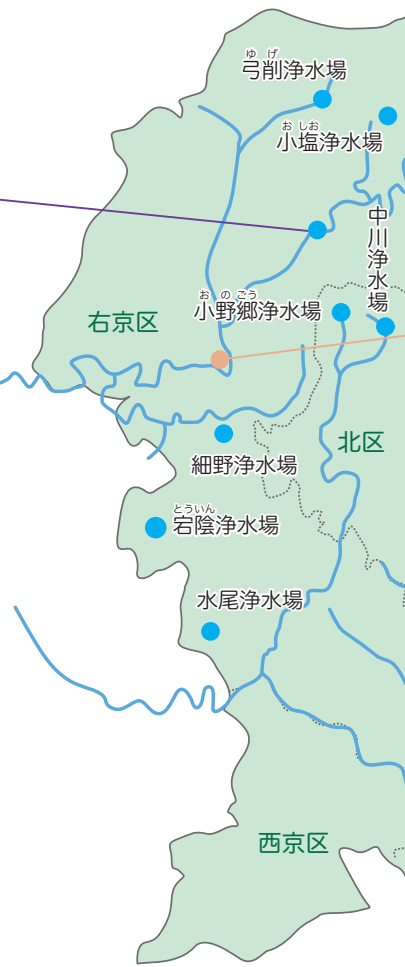 ゆげ
弓削浄水場
おしお
小塩浄水場
中川浄水場
おのごう
小野郷浄水場
右京区
北区
細野浄水場
とういん
宕陰浄水場
水尾浄水場
西京区